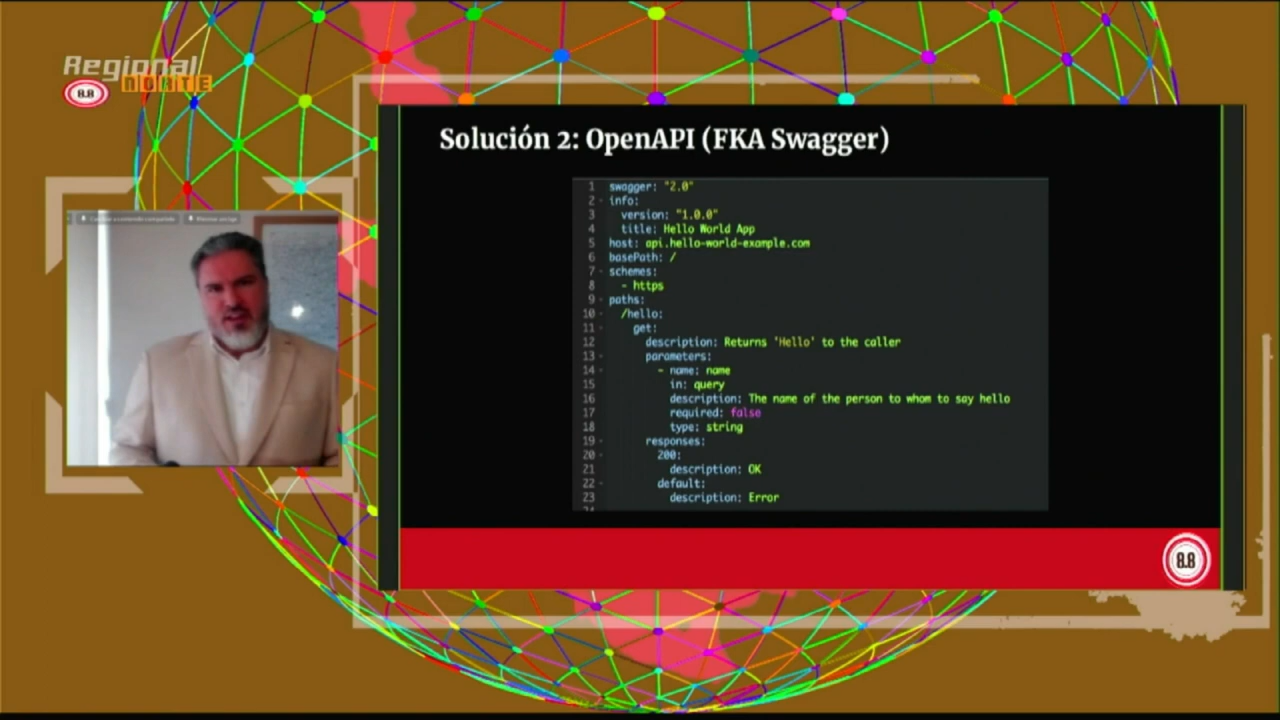 Regional
NORTE
8.8
Solución 2: OpenAPI (FKA Swagger)
1 swagger: "2.0"
2 info:
3 version: "1.0.0"
4 title: Hello World App
5 host: api.hello-world-example.com
6 basePath: /
7 schemes:
8 - https
9 paths:
10 /hello:
11 get:
12 description: Returns 'Hello' to the caller
13 parameters:
14 - name: name
15 in: query
16 description: The name of the person to whom to say hello
17 required: false
18 type: string
19 responses:
20 200:
21 description: OK
22 default:
23 description: Error
8.8